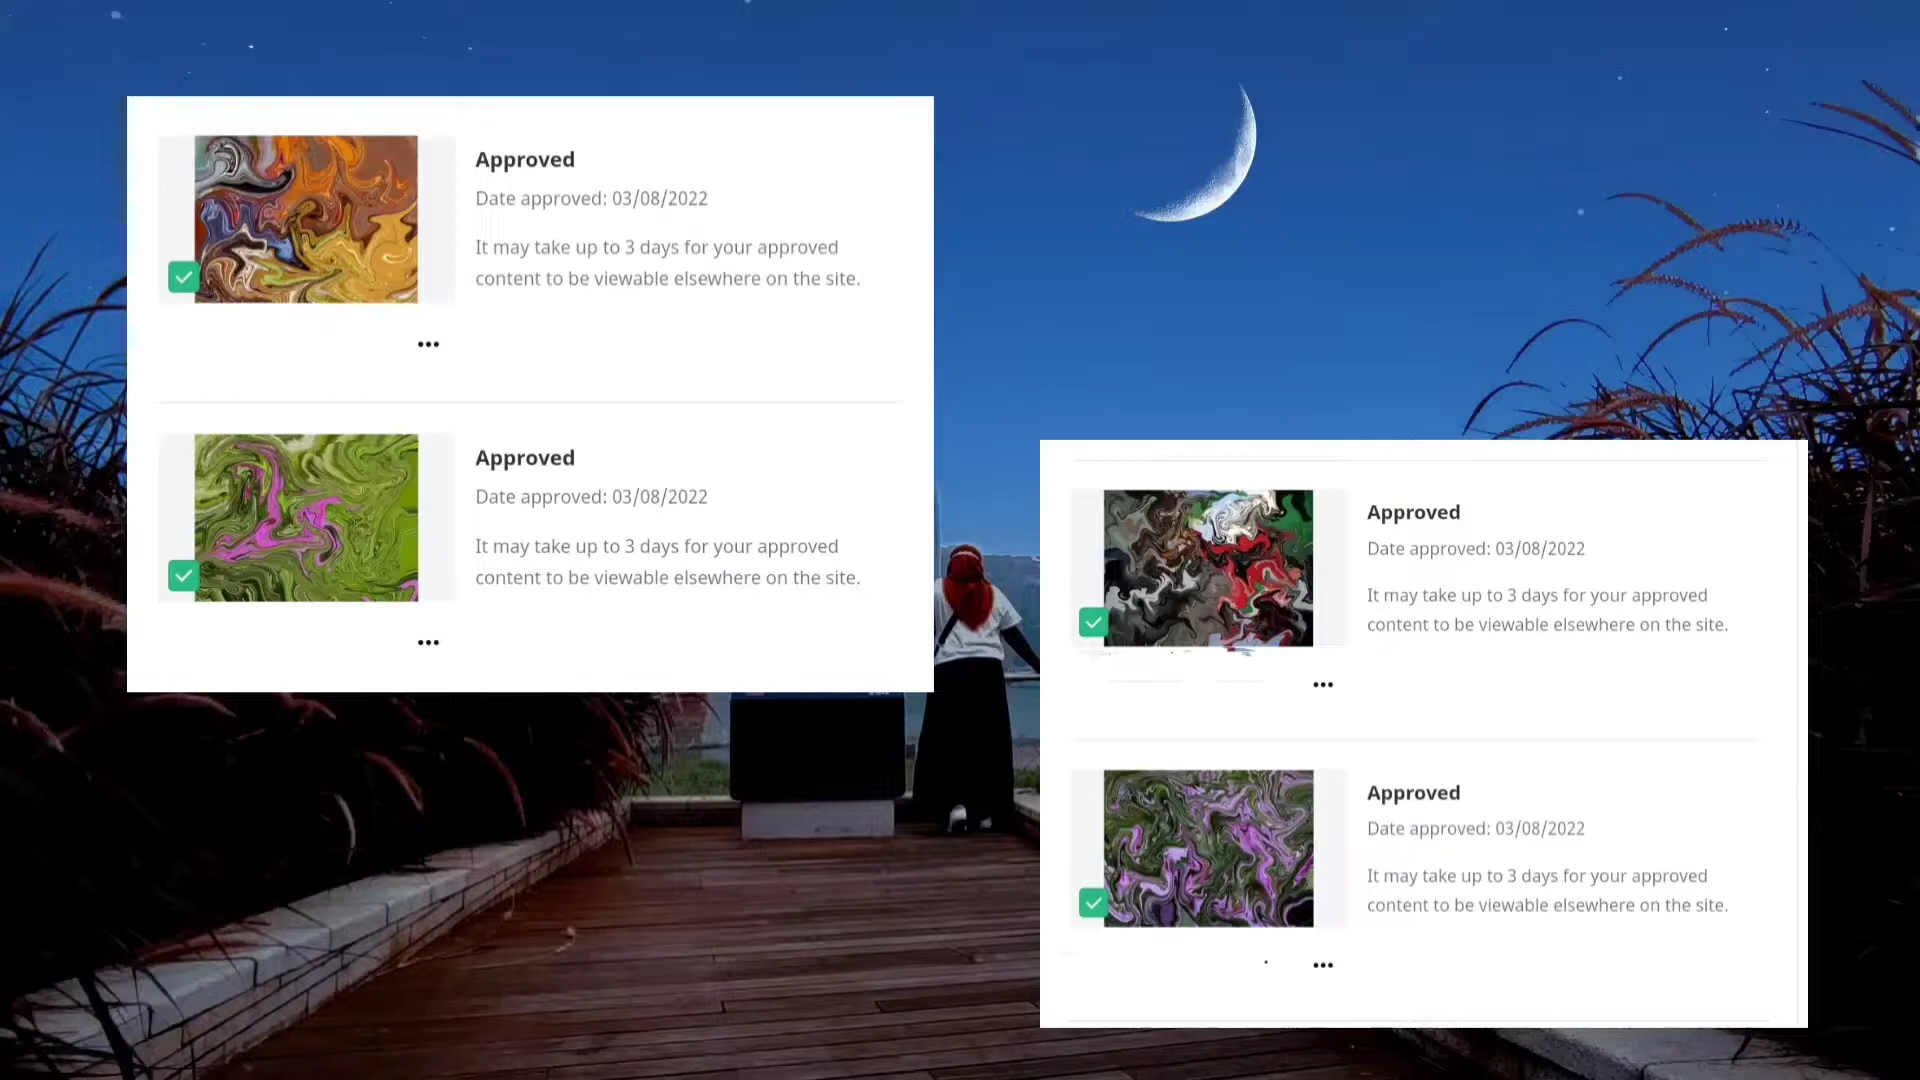 Approved
Date approved: 03/08/2022
It may take up to 3 days for your approved
content to be viewable elsewhere on the site.
Approved
Date approved: 03/08/2022
It may take up to 3 days for your approved
content to be viewable elsewhere on the site.
Approved
Date approved: 03/08/2022
It may take up to 3 days for your approved
content to be viewable elsewhere on the site.
Approved
Date approved: 03/08/2022
It may take up to 3 days for your approved
content to be viewable elsewhere on the site.